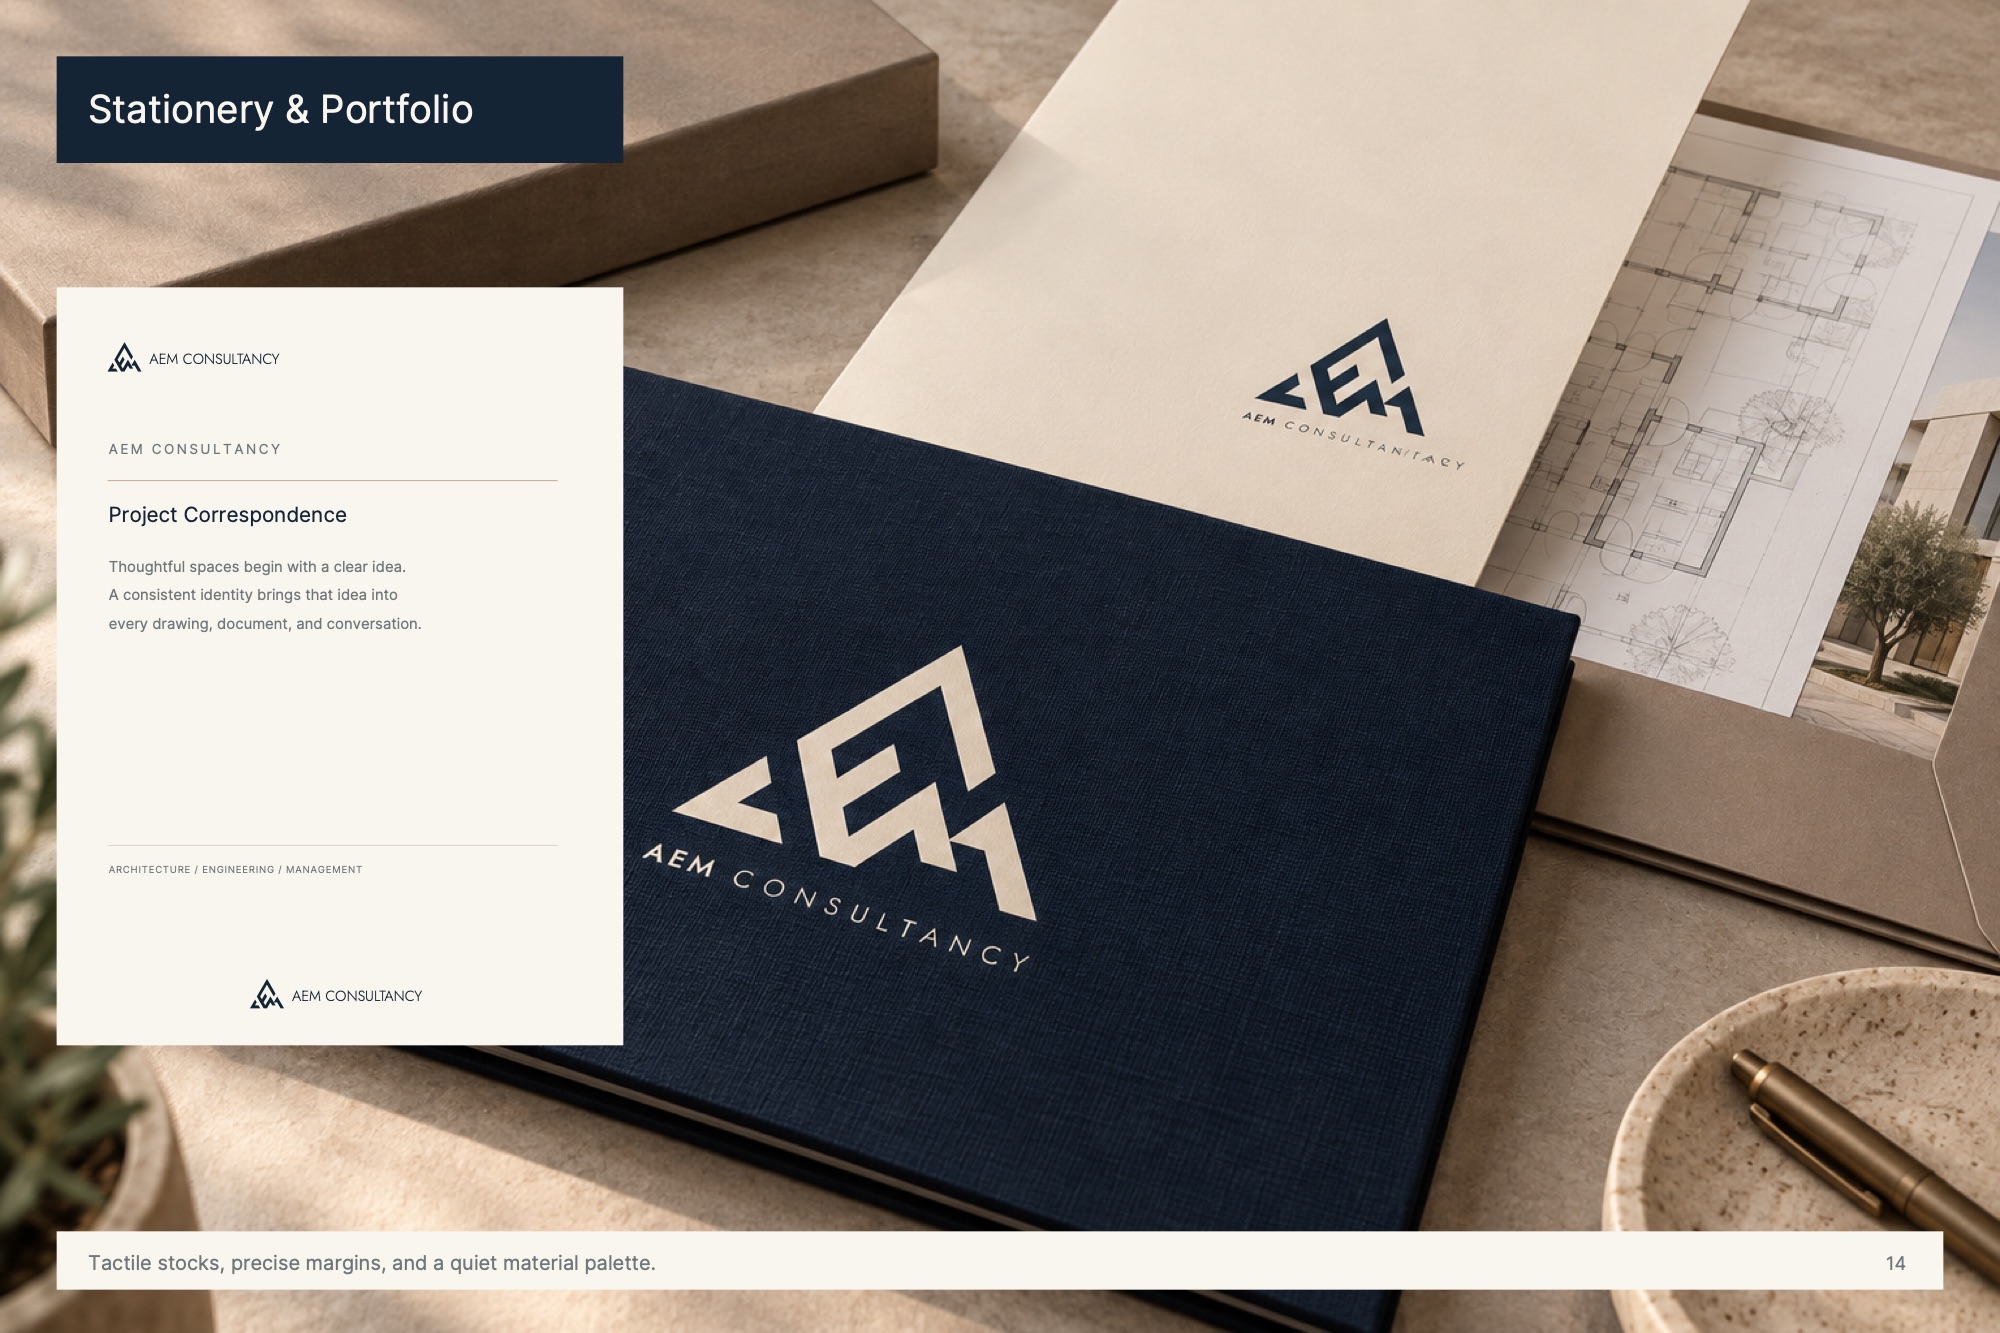 Stationery & Portfolio
AEM CONSULTANCY
AEM CONSULTANCY
Project Correspondence
Thoughtful spaces begin with a clear idea.
A consistent identity brings that idea into
every drawing, document, and conversation.
ARCHITECTURE / ENGINEERING / MANAGEMENT
AEM CONSULTANCY
AEM
AEM CONSULTANCY
Tactile stocks, precise margins, and a quiet material palette.
14